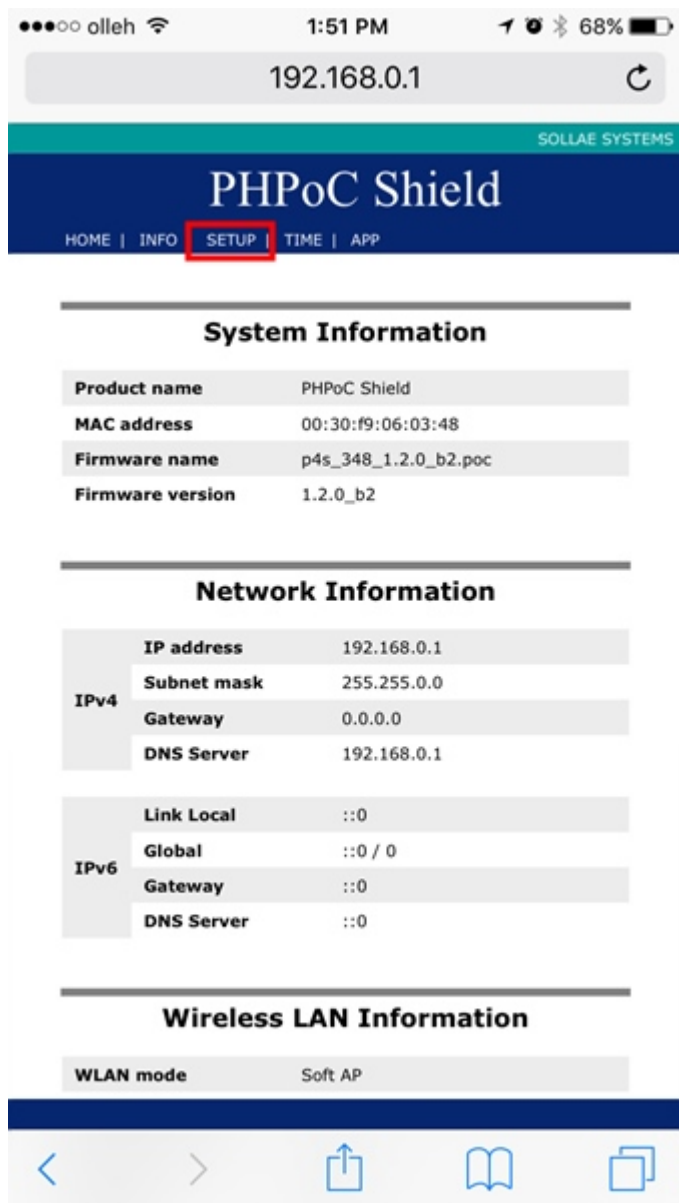 olleh 1:51 PM 68%
192.168.0.1
SOLLAE SYSTEMS
PHPoC Shield
HOME | INFO SETUP | TIME | APP
System Information
Product name PHPoC Shield
MAC address 00:30:f9:06:03:48
Firmware name p4s_348_1.2.0_b2.poc
Firmware version 1.2.0_b2
Network Information
IPv4
IP address 192.168.0.1
Subnet mask 255.255.0.0
Gateway 0.0.0.0
DNS Server 192.168.0.1
IPv6
Link Local ::0
Global ::0 / 0
Gateway ::0
DNS Server ::0
Wireless LAN Information
WLAN mode Soft AP